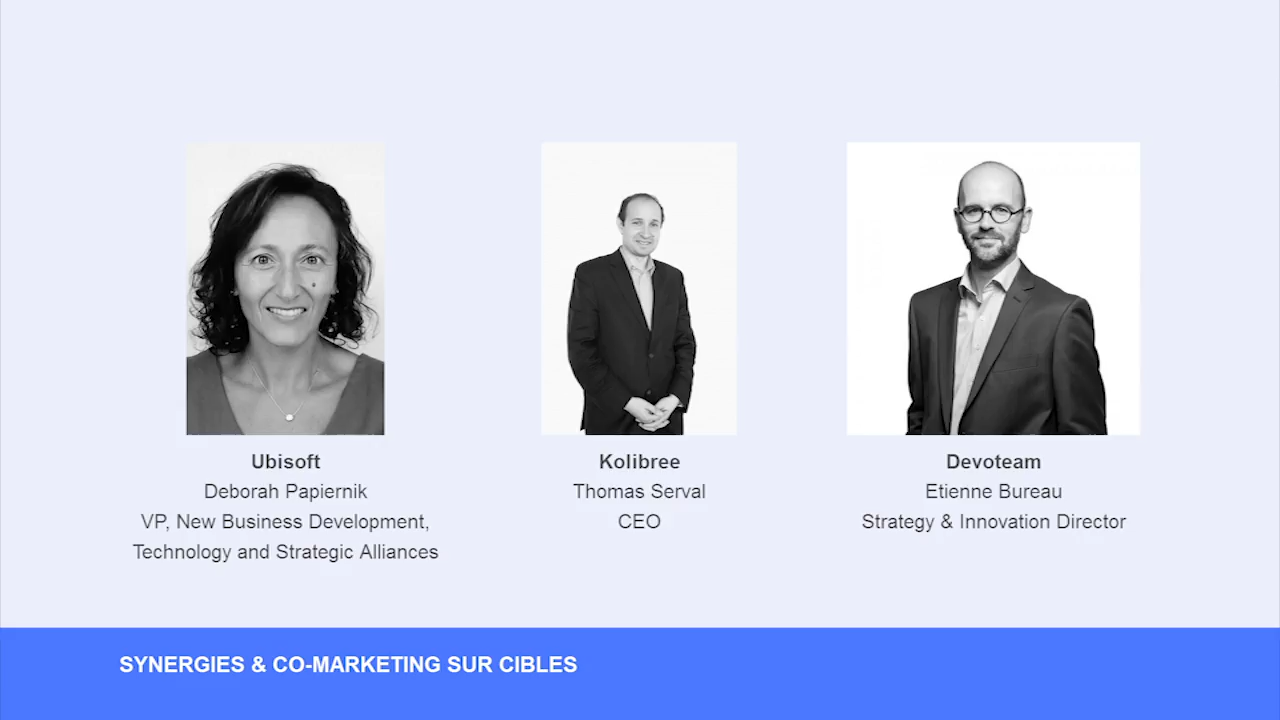 Ubisoft
Deborah Papiernik
VP, New Business Development,
Technology and Strategic Alliances
Kolibree
Thomas Serval
CEO
Devoteam
Etienne Bureau
Strategy & Innovation Director
SYNERGIES & CO-MARKETING SUR CIBLES